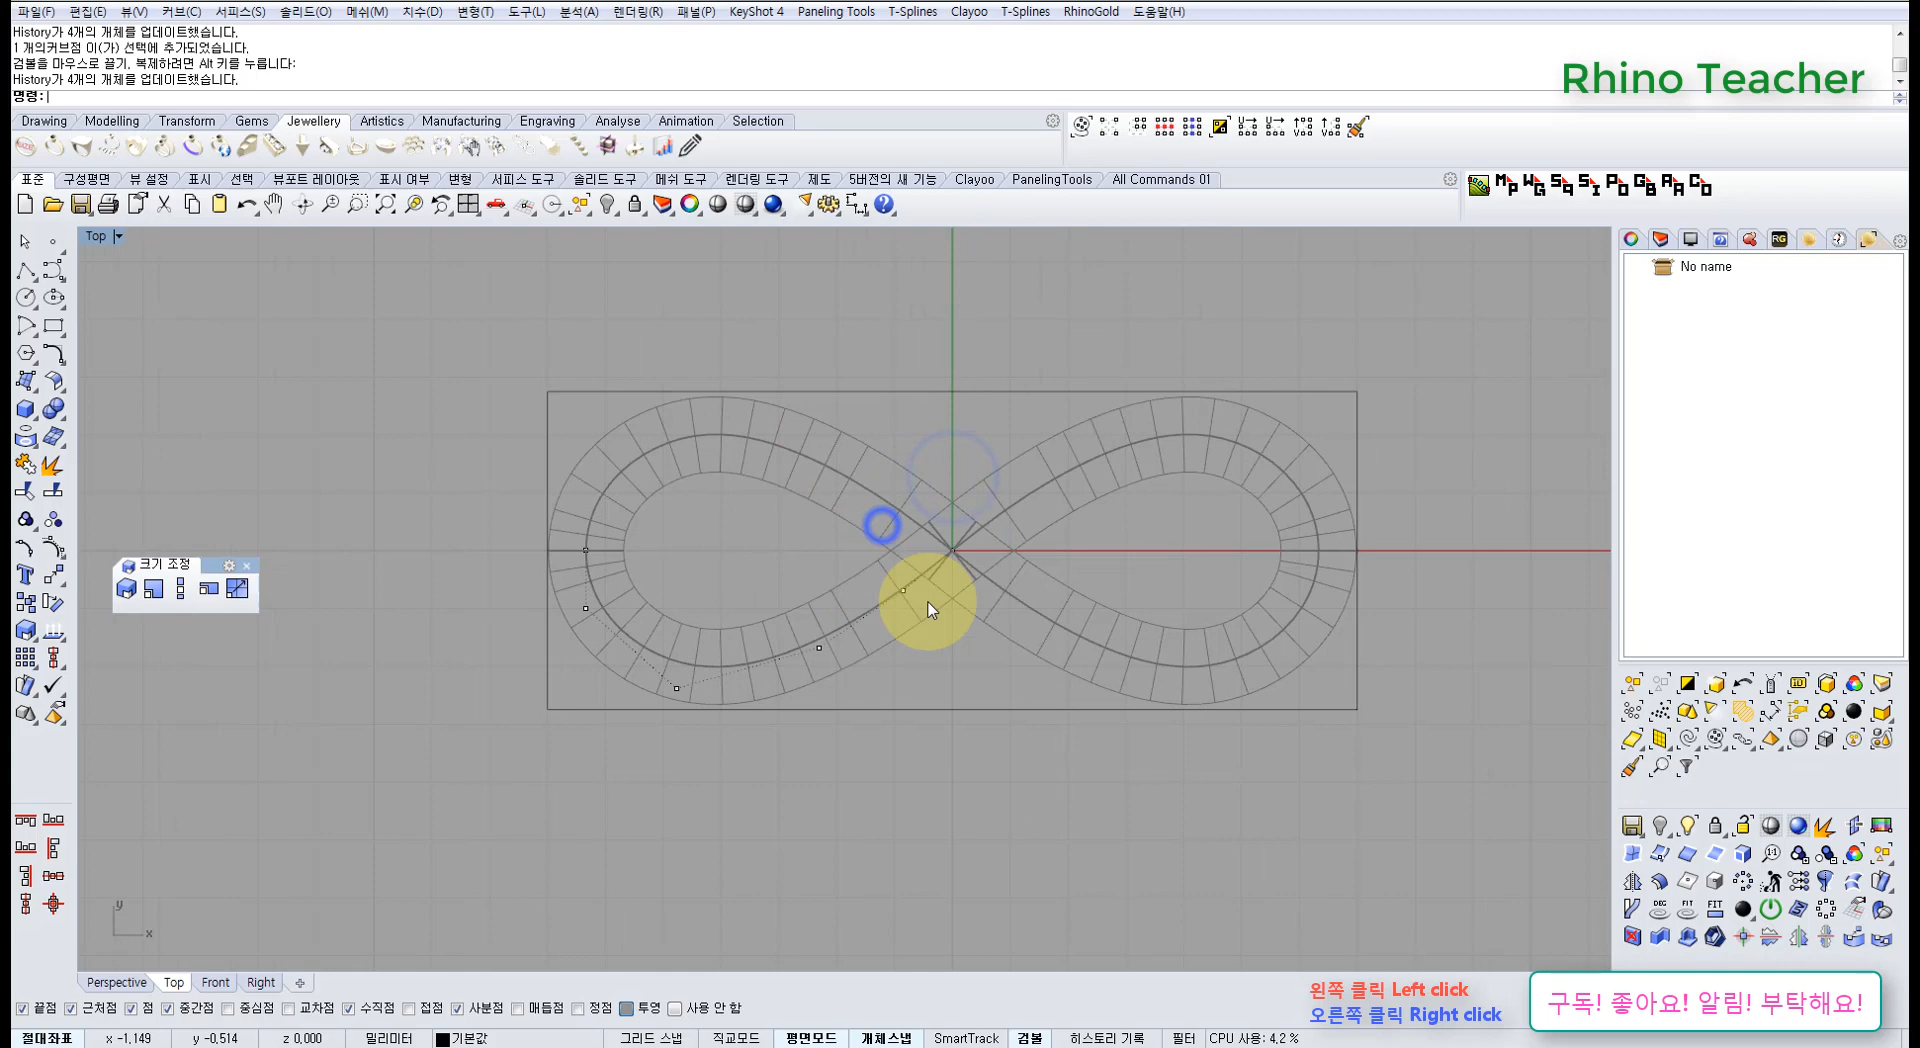 파일(F) 편집(E) 뷰(V) 커브(C) 서피스(S) 솔리드(O) 메쉬(M) 치수(D) 변형(T) 도구(L) 분석(A) 렌더링(R) 패널(P) KeyShot 4 Paneling Tools T-Splines Clayoo T-Splines RhinoGold 도움말(H)
History가 4개의 개체를 업데이트했습니다.
1 개의커브점 이(가) 선택에 추가되었습니다.
검볼을 마우스로 끌기, 복제하려면 Alt 키를 누릅니다:
History가 4개의 개체를 업데이트했습니다.
명령:
Rhino Teacher
Drawing Modelling Transform Gems Jewellery Artistics Manufacturing Engraving Analyse Animation Selection
표준 구성평면 뷰 설정 표시 선택 뷰포트 레이아웃 표시 여부 변형 서피스 도구 솔리드 도구 메쉬 도구 렌더링 도구 제도 5버전의 새 기능 Clayoo PanelingTools All Commands 01
Top
No name
크기 조정
y
x
Perspective Top Front Right
끝점 근처점 점 중간점 중심점 교차점 수직점 접점 사분점 매듭점 정점 투영 사용 안 함
왼쪽 클릭 Left click
오른쪽 클릭 Right click
구독! 좋아요! 알림! 부탁해요!
절대좌표 x -1,149 y -0,514 z 0,000 밀리미터 기본값 그리드 스냅 직교모드 평면모드 개체스냅 SmartTrack 검볼 히스토리 기록 필터 CPU 사용: 4.2 %